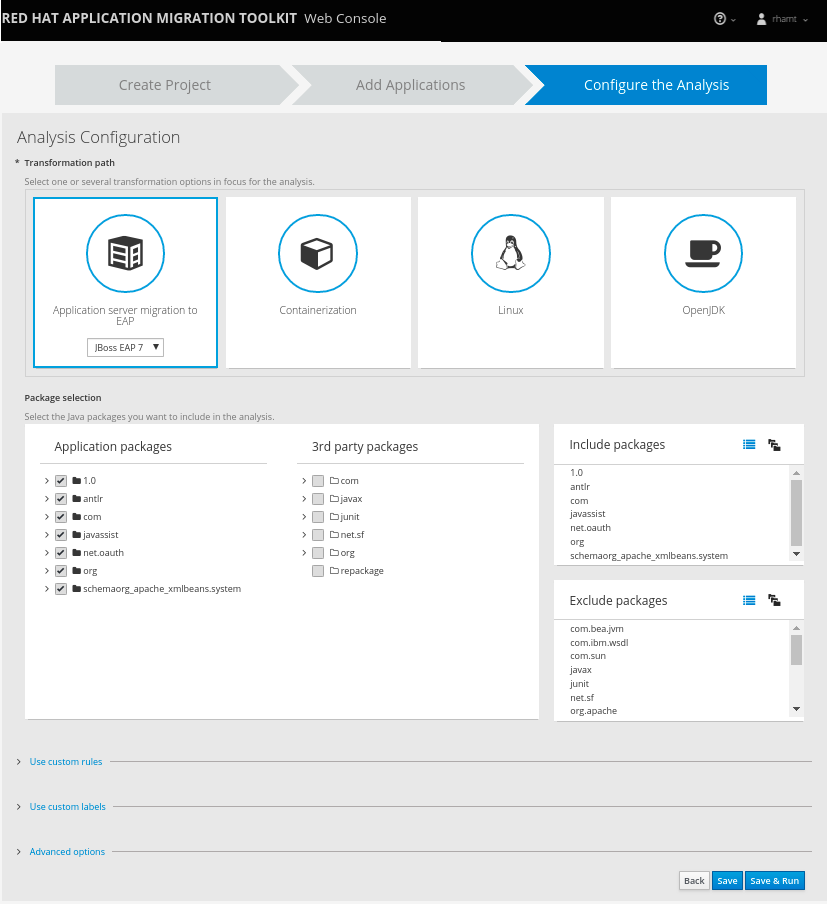 RED HAT APPLICATION MIGRATION TOOLKIT Web Console
rhamt
Create Project
Add Applications
Configure the Analysis
Analysis Configuration
* Transformation path
Select one or several transformation options in focus for the analysis.
Application server migration to
EAP
JBoss EAP 7
Containerization
Linux
OpenJDK
Package selection
Select the Java packages you want to include in the analysis.
Application packages
1.0
antlr
com
javassist
net.oauth
org
schemaorg_apache_xmlbeans.system
3rd party packages
com
javax
junit
net.sf
org
repackage
Include packages
1.0
antlr
com
javassist
net.oauth
org
schemaorg_apache_xmlbeans.system
Exclude packages
com.bea.jvm
com.ibm.wsdl
com.sun
javax
junit
net.sf
org.apache
Use custom rules
Use custom labels
Advanced options
Back
Save
Save & Run